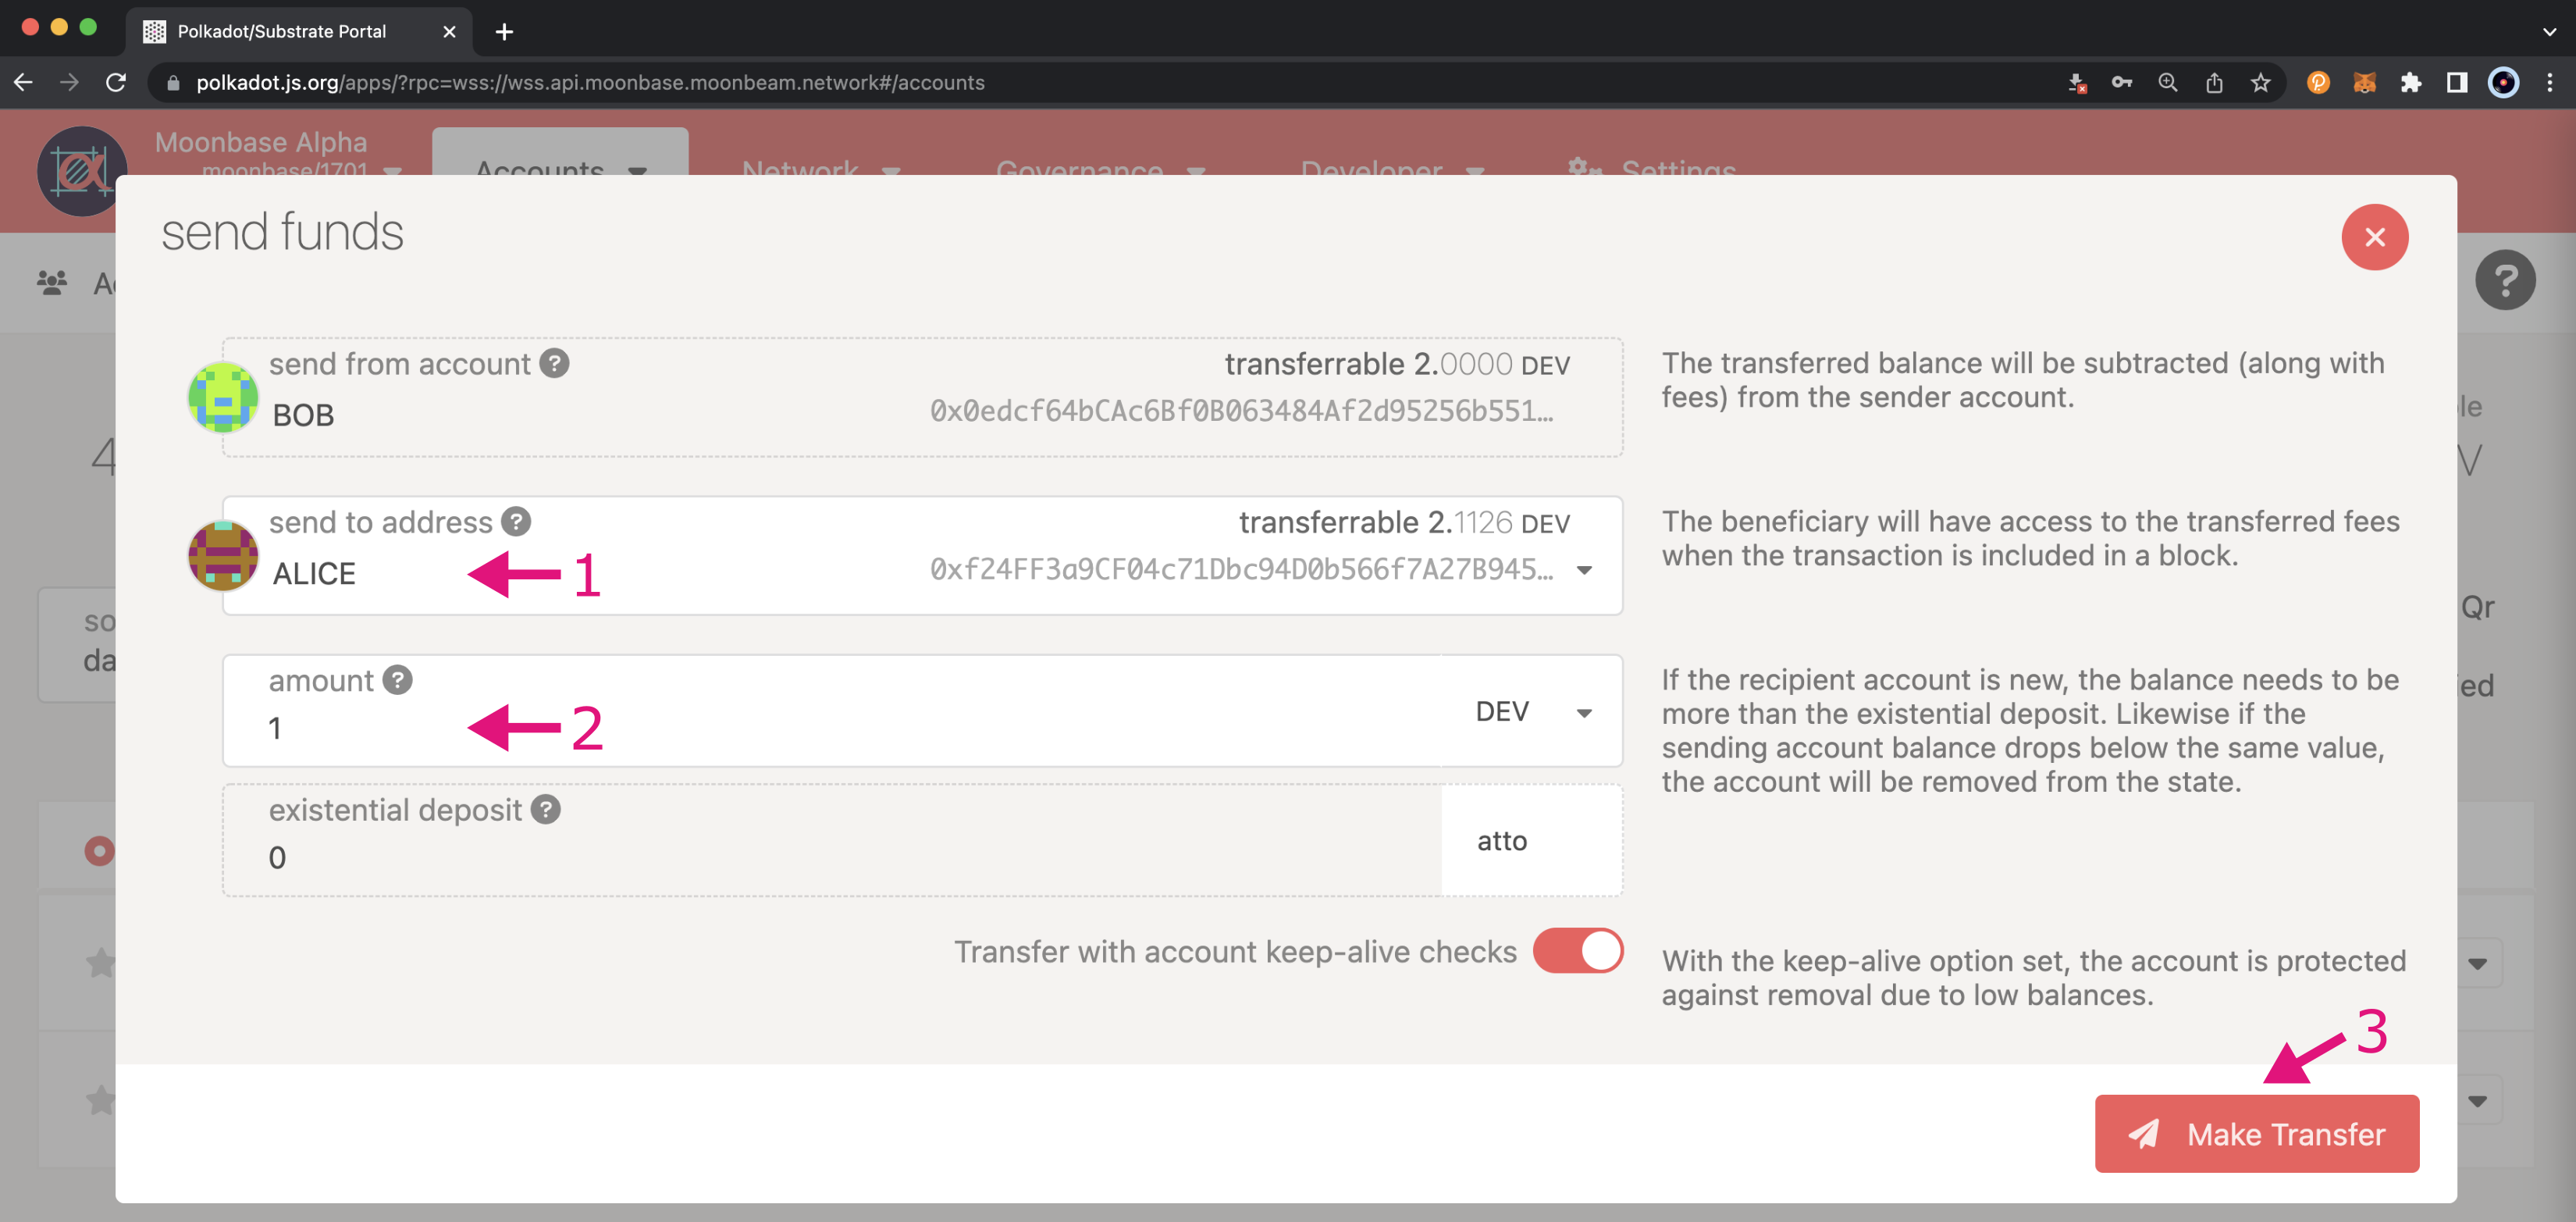 Polkadot/Substrate Portal
polkadot.js.org/apps/?rpc=wss://wss.api.moonbase.moonbeam.network#/accounts
Moonbase Alpha
moonbase/1701
Accounts
Network
Governance
Developer
Settings
send funds
send from account ?
transferrable 2.0000 DEV
BOB
0x0edcf64bCAc6Bf0B063484Af2d95256b551...
The transferred balance will be subtracted (along with
fees) from the sender account.
send to address ?
transferrable 2.1126 DEV
ALICE
1
0xf24FF3a9CF04c71Dbc94D0b566f7A27B945...
The beneficiary will have access to the transferred fees
when the transaction is included in a block.
amount ?
1
2
DEV
If the recipient account is new, the balance needs to be
more than the existential deposit. Likewise if the
sending account balance drops below the same value,
the account will be removed from the state.
existential deposit ?
0
atto
Transfer with account keep-alive checks
With the keep-alive option set, the account is protected
against removal due to low balances.
3
Make Transfer
?
Qr